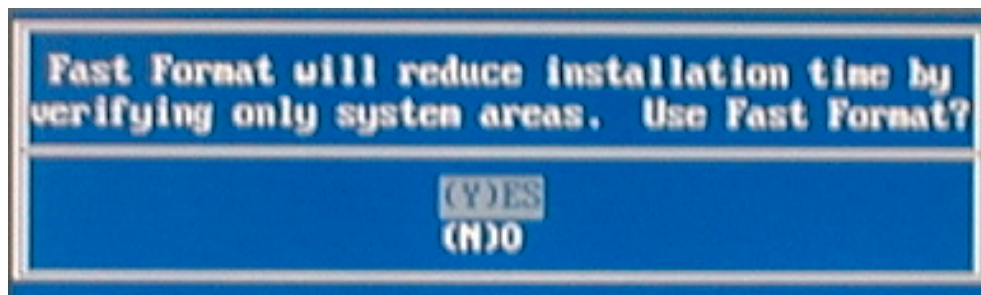 Fast Format will reduce installation time by
verifying only system areas.  Use Fast Format?
(Y)ES
(N)O